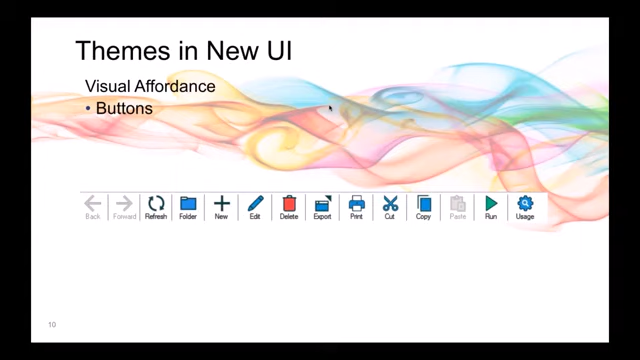 Themes in New UI
Visual Affordance
• Buttons
Back Forward Refresh Folder New Edit Delete Export Print Cut Copy Paste Run Usage
10